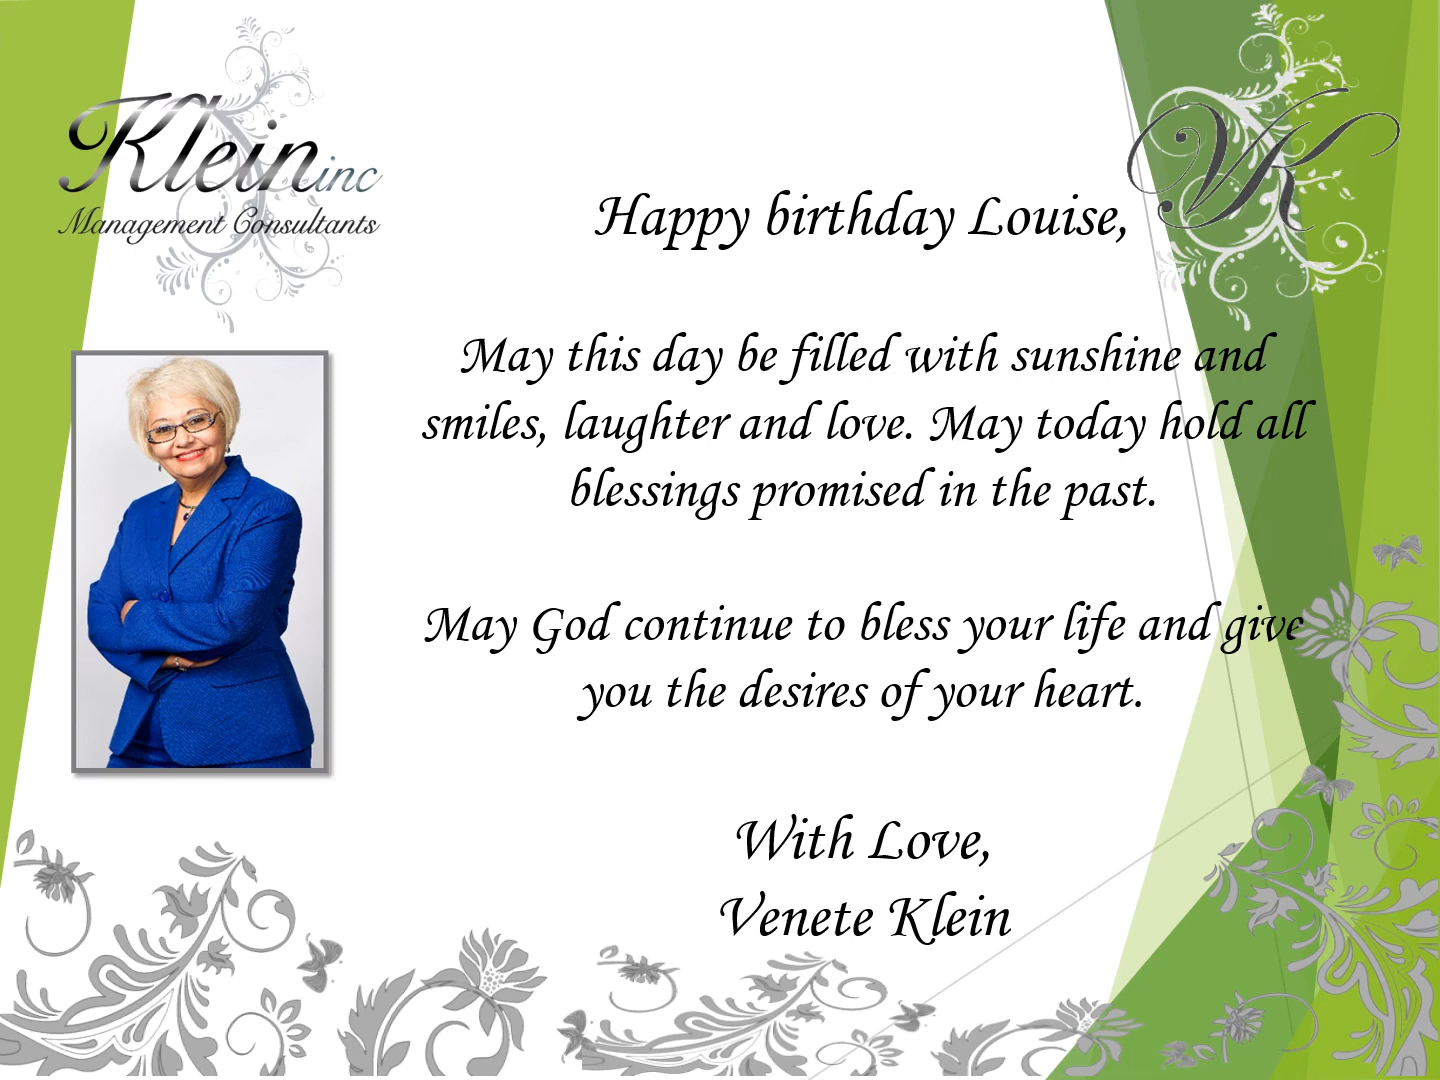 Klein inc
Management Consultants
VK
Happy birthday Louise,
May this day be filled with sunshine and
smiles, laughter and love. May today hold all
blessings promised in the past.
May God continue to bless your life and give
you the desires of your heart.
With Love,
Venete Klein